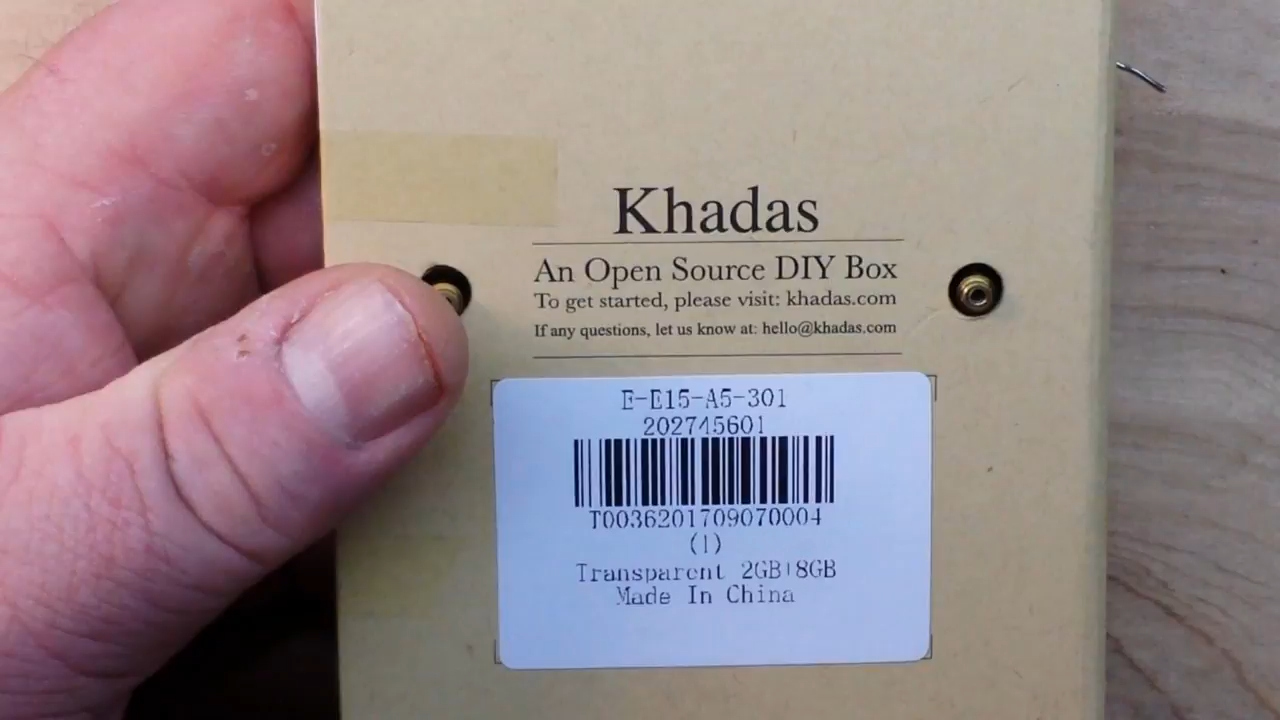 Khadas
An Open Source DIY Box
To get started, please visit: khadas.com
If any questions, let us know at: hello@khadas.com
E-E15-A5-301
202745601
T0036201709070004
(1)
Transparent 2GB+8GB
Made In China